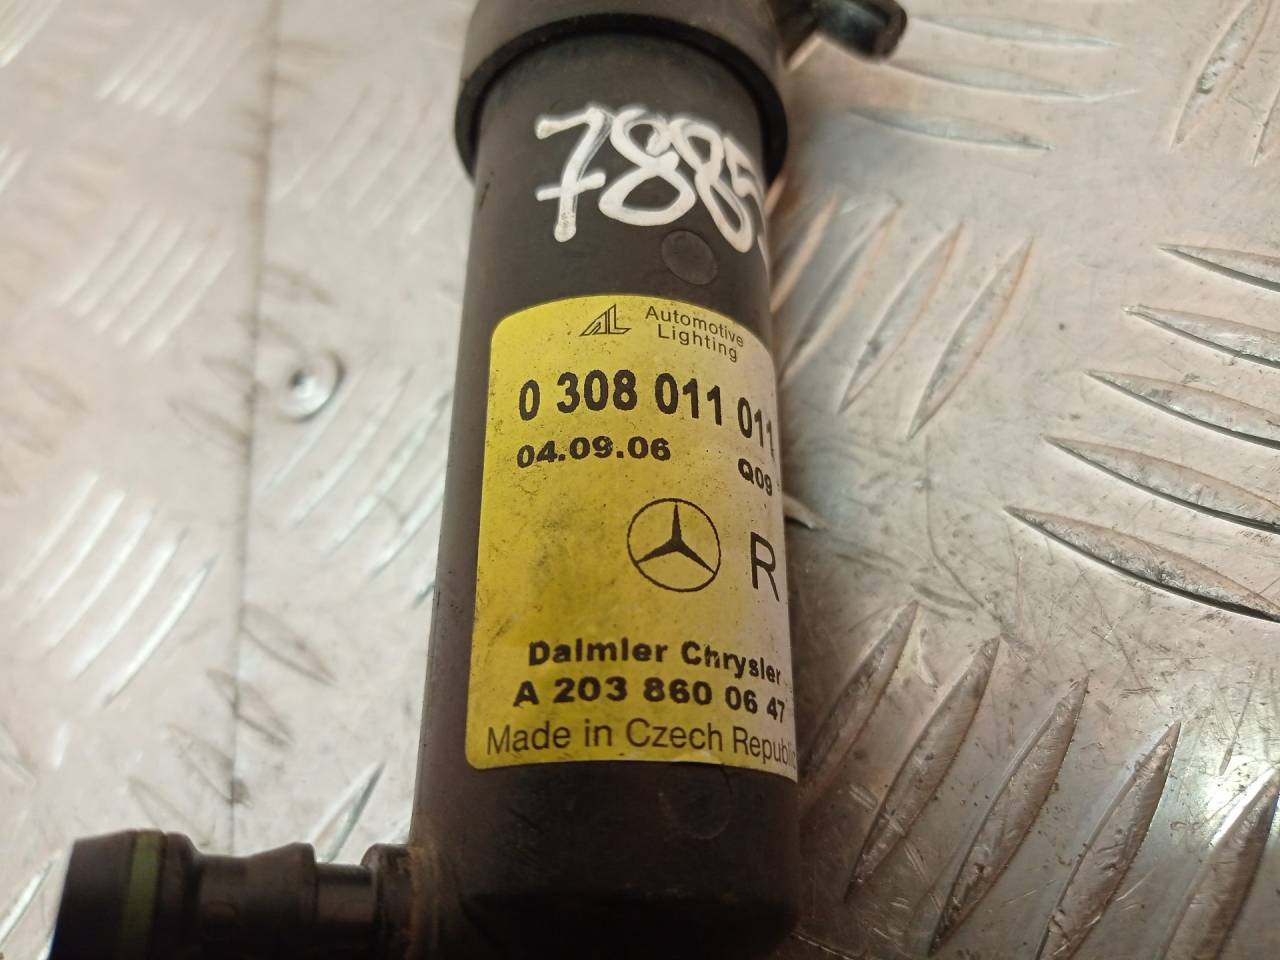 7885
AL Automotive
Lighting
0 308 011 011
04.09.06 Q09
R
Daimler Chrysler
A 203 860 06 47
Made in Czech Republic